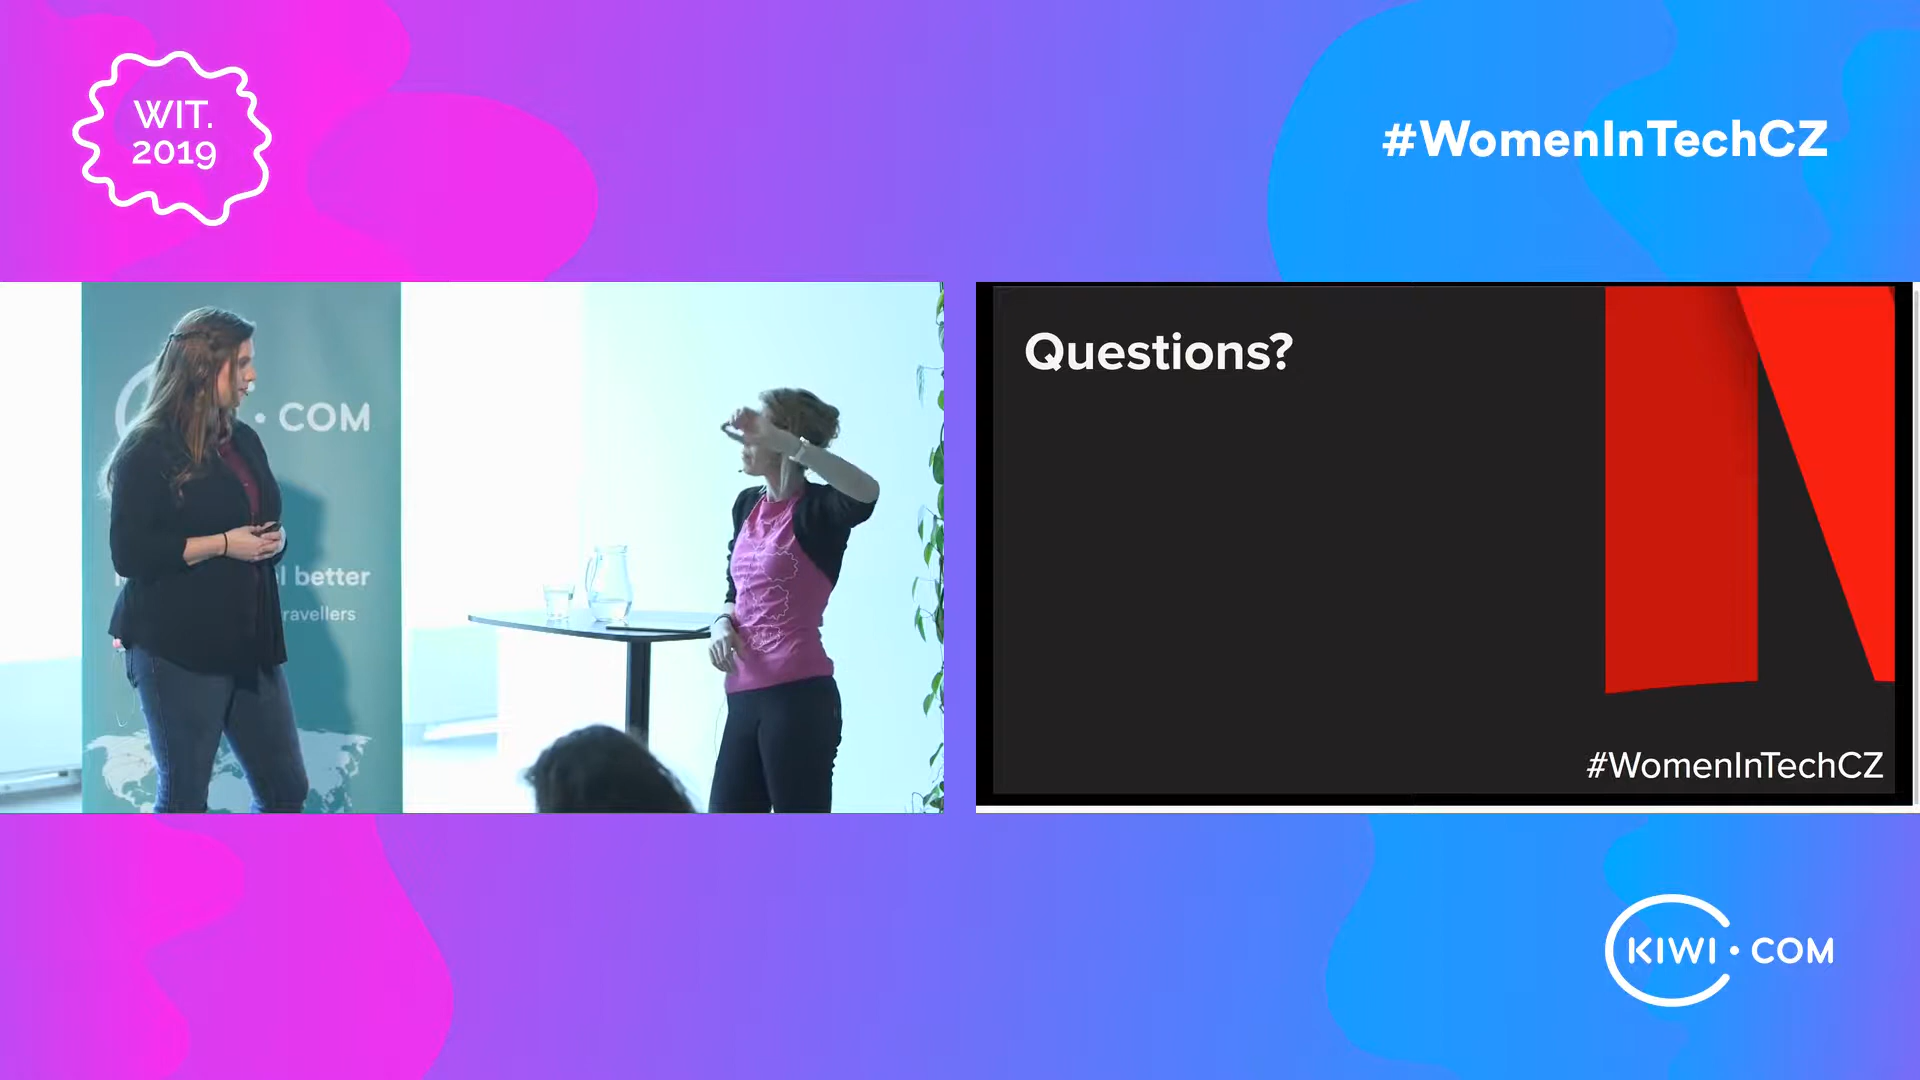 WIT.
2019
#WomenInTechCZ
Questions?
#WomenInTechCZ
· COM
better
ravellers
KIWI · COM